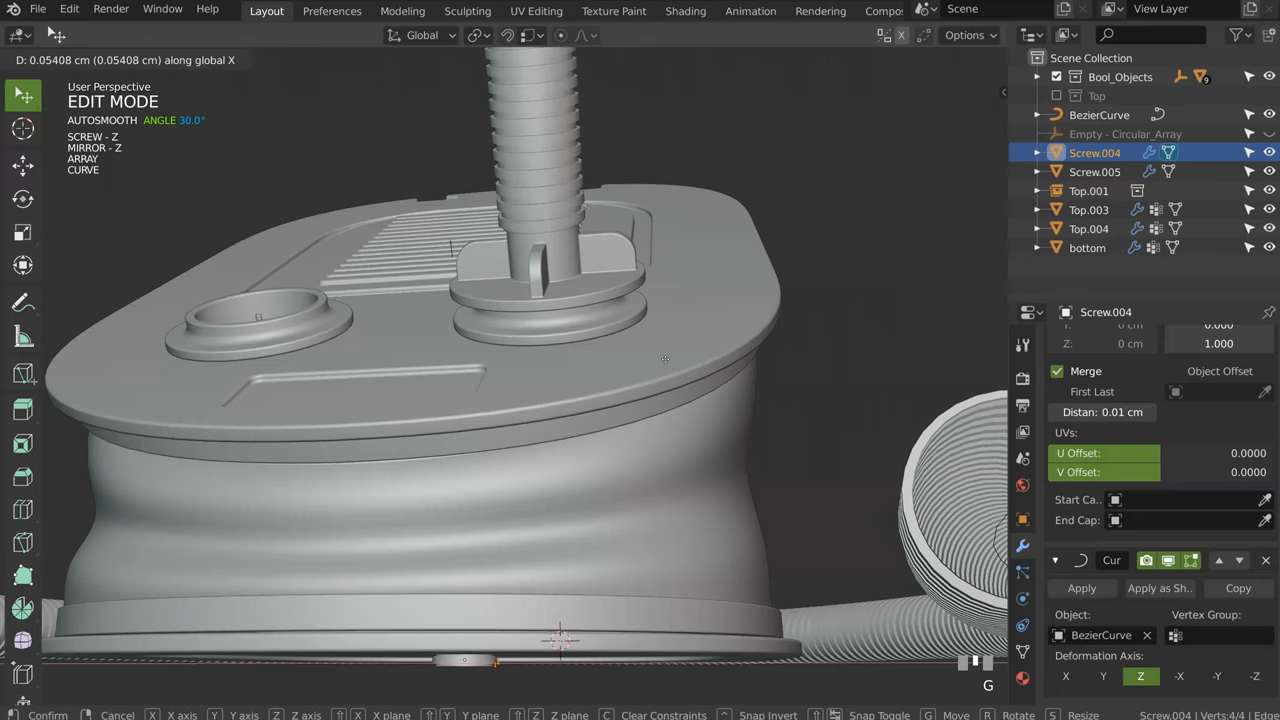 File Edit Render Window Help Layout Preferences Modeling Sculpting UV Editing Texture Paint Shading Animation Rendering Compo: Scene View Layer
Global X Options
D: 0.05408 cm (0.05408 cm) along global X
User Perspective
EDIT MODE
AUTOSMOOTH ANGLE 30.0°
SCREW - Z
MIRROR - Z
ARRAY
CURVE
Scene Collection
Bool_Objects 9
Top
BezierCurve
Empty - Circular_Array
Screw.004
Screw.005
Top.001
Top.003
Top.004
bottom
Screw.004
Y: 0 cm 0.000
Z: 0 cm 1.000
Merge Object Offset
First Last
Distan: 0.01 cm
UVs:
U Offset: 0.0000
V Offset: 0.0000
Start Ca..
End Cap:
Cur
Apply Apply as Sh.. Copy
Object: Vertex Group:
BezierCurve
Deformation Axis:
X Y Z -X -Y -Z
G
Confirm Cancel X X axis Y Y axis Z Z axis X X plane Y Y plane Z Z plane C Clear Constraints Snap Invert Snap Toggle G Move R Rotate S Resize Screw.004 | Verts:4/4 | Edge